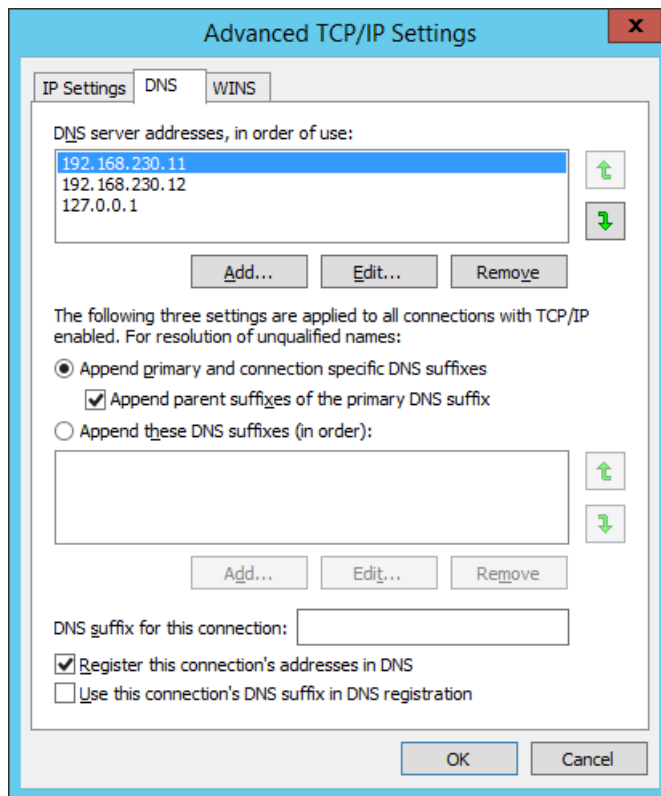 Advanced TCP/IP Settings
x
IP Settings DNS WINS
DNS server addresses, in order of use:
192.168.230.11
192.168.230.12
127.0.0.1
Add... Edit... Remove
The following three settings are applied to all connections with TCP/IP
enabled. For resolution of unqualified names:
Append primary and connection specific DNS suffixes
Append parent suffixes of the primary DNS suffix
Append these DNS suffixes (in order):
Add... Edit... Remove
DNS suffix for this connection:
Register this connection's addresses in DNS
Use this connection's DNS suffix in DNS registration
OK Cancel